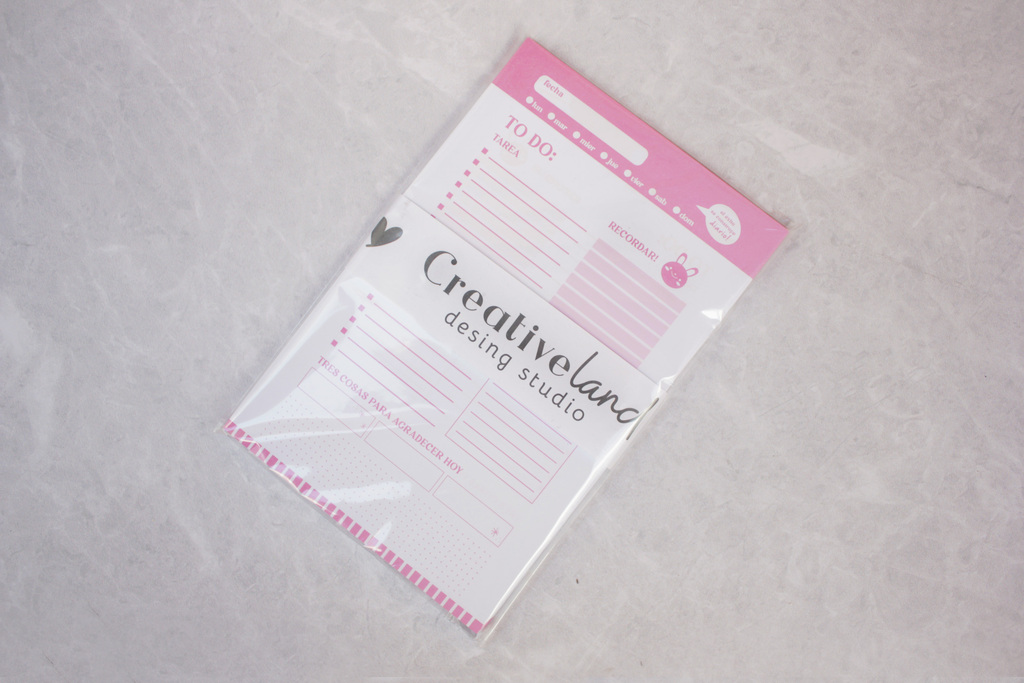 fecha
lun mar mier jue vier sab dom
TO DO:
TAREA
diario!
RECORDAR!
Creativeland
desing studio
TRES COSAS PARA AGRADECER HOY